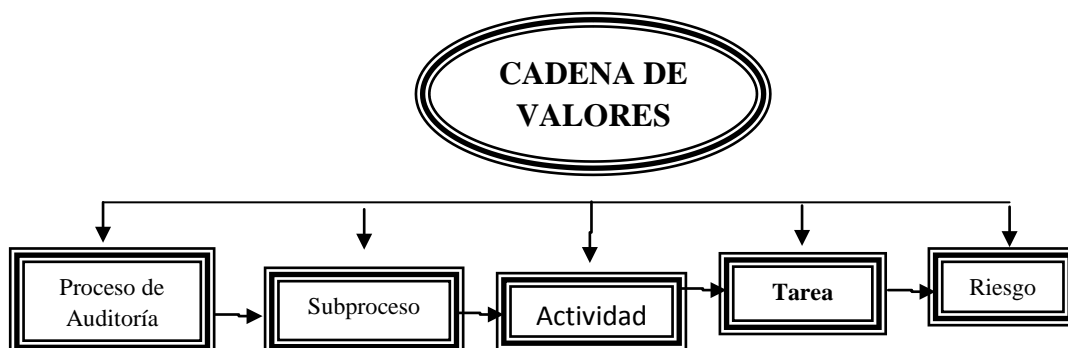 CADENA DE
VALORES
Proceso de
Auditoría
Subproceso
Actividad
Tarea
Riesgo